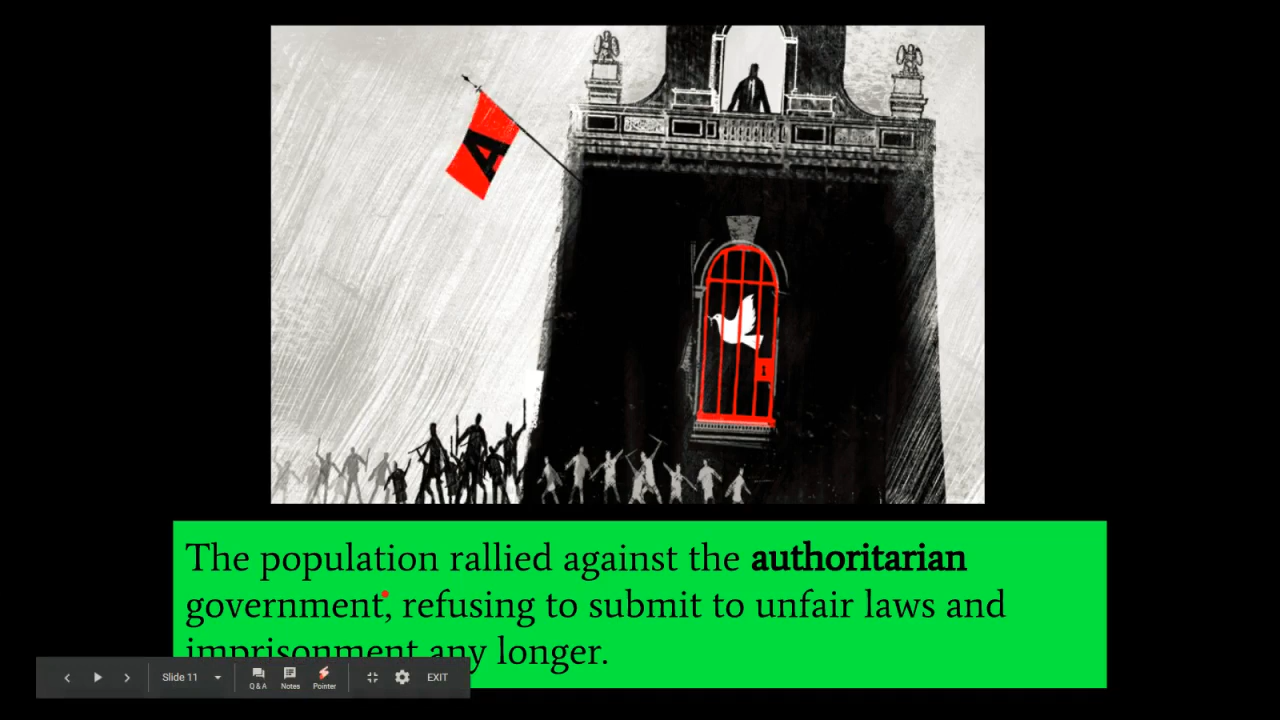 A
The population rallied against the authoritarian
government, refusing to submit to unfair laws and
imprisonment any longer.
Slide 11
Q & A
Notes
Pointer
EXIT